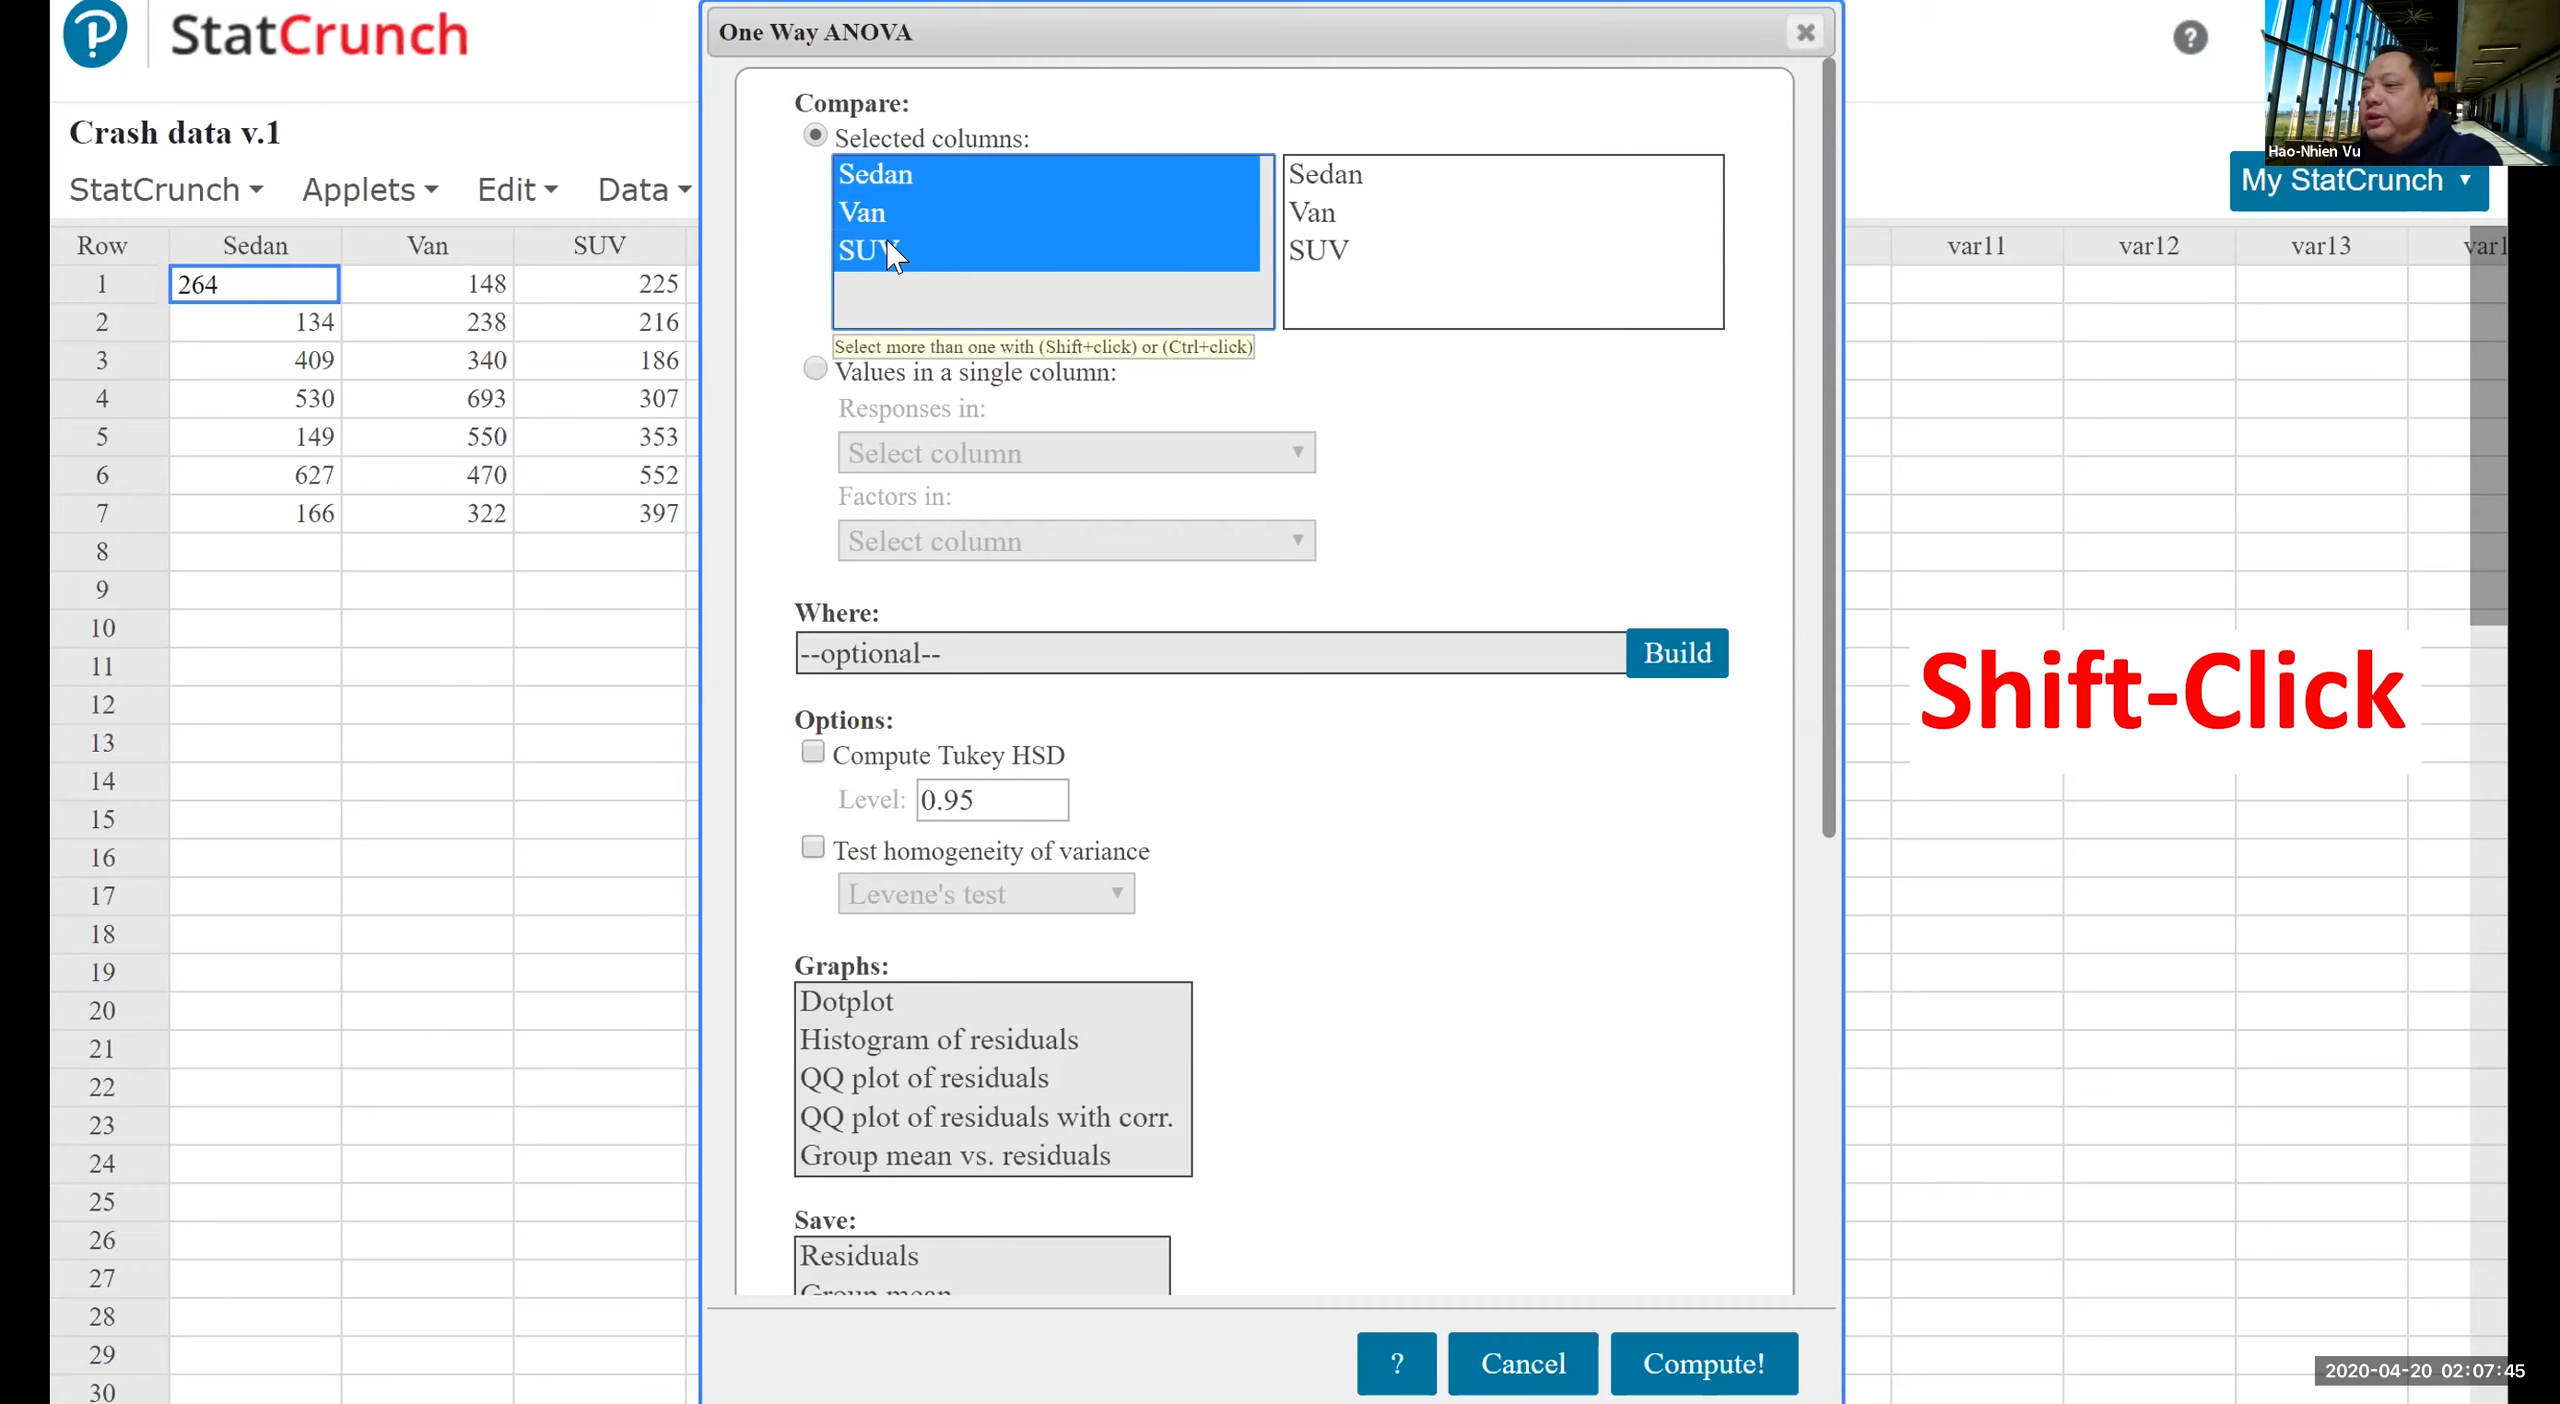 StatCrunch
Crash data v.1
StatCrunch Applets Edit Data
Row Sedan Van SUV
1 264 148 225
2 134 238 216
3 409 340 186
4 530 693 307
5 149 550 353
6 627 470 552
7 166 322 397
8
9
10
11
12
13
14
15
16
17
18
19
20
21
22
23
24
25
26
27
28
29
30
One Way ANOVA
Compare:
Selected columns:
Sedan
Van
SUV
Sedan
Van
SUV
Select more than one with (Shift+click) or (Ctrl+click)
Values in a single column:
Responses in:
Select column
Factors in:
Select column
Where:
--optional-- Build
Options:
Compute Tukey HSD
Level: 0.95
Test homogeneity of variance
Levene's test
Graphs:
Dotplot
Histogram of residuals
QQ plot of residuals
QQ plot of residuals with corr.
Group mean vs. residuals
Save:
Residuals
Group mean
? Cancel Compute!
?
Hao-Nhien Vu
My StatCrunch
var11 var12 var13
Shift-Click
2020-04-20 02:07:45